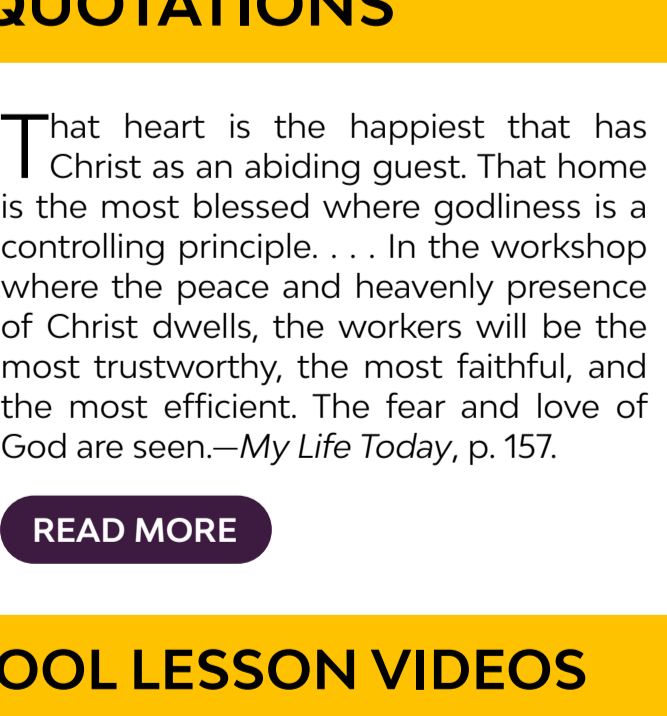 QUOTATIONS
That heart is the happiest that has
Christ as an abiding guest. That home
is the most blessed where godliness is a
controlling principle. . . . In the workshop
where the peace and heavenly presence
of Christ dwells, the workers will be the
most trustworthy, the most faithful, and
the most efficient. The fear and love of
God are seen.—My Life Today, p. 157.
READ MORE
OOL LESSON VIDEOS